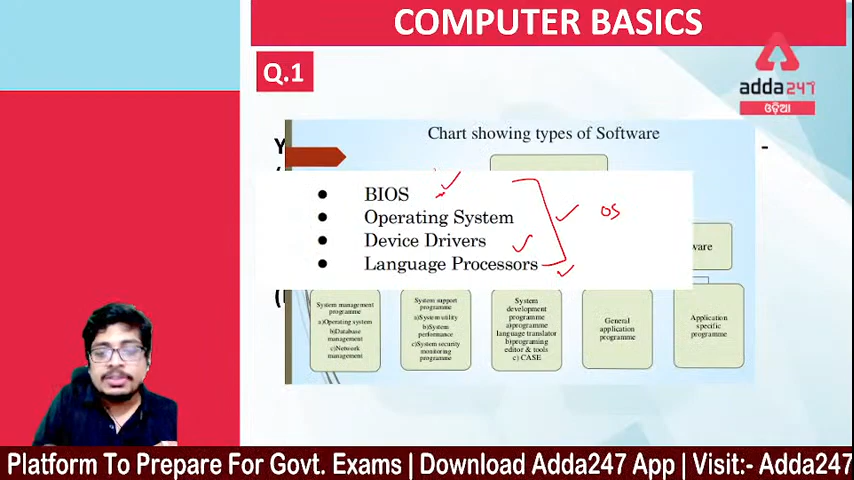 COMPUTER BASICS
Q.1
adda247
ଓଡ଼ିଆ
Chart showing types of Software
Y
• BIOS
• Operating System
• Device Drivers
• Language Processors
OS
ware
System management
programme
a)Operating system
b)Database
management
c)Network
management
System support
programme
a)System utility
b)System
performance
c)System security
monitoring
programme
System
development
programme
a)programme
language translator
b)programing
editor & tools
c) CASE
General
application
programme
Application
specific
programme
Platform To Prepare For Govt. Exams | Download Adda247 App | Visit:- Adda247